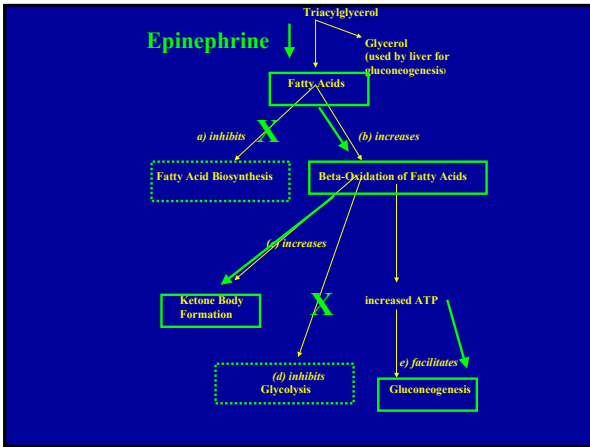 Triacylglycerol
Epinephrine
Glycerol
(used by liver for
gluconeogenesis)
Fatty Acids
a) inhibits
X
(b) increases
Fatty Acid Biosynthesis
Beta-Oxidation of Fatty Acids
(c) increases
Ketone Body
Formation
X
increased ATP
(d) inhibits
Glycolysis
e) facilitates
Gluconeogenesis